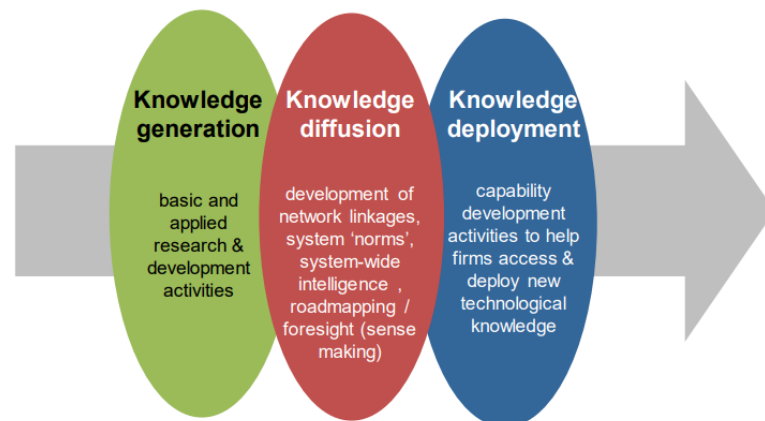 Knowledge
generation
basic and
applied
research &
development
activities
Knowledge
diffusion
development of
network linkages,
system ‘norms’,
system-wide
intelligence ,
roadmapping /
foresight (sense
making)
Knowledge
deployment
capability
development
activities to help
firms access &
deploy new
technological
knowledge